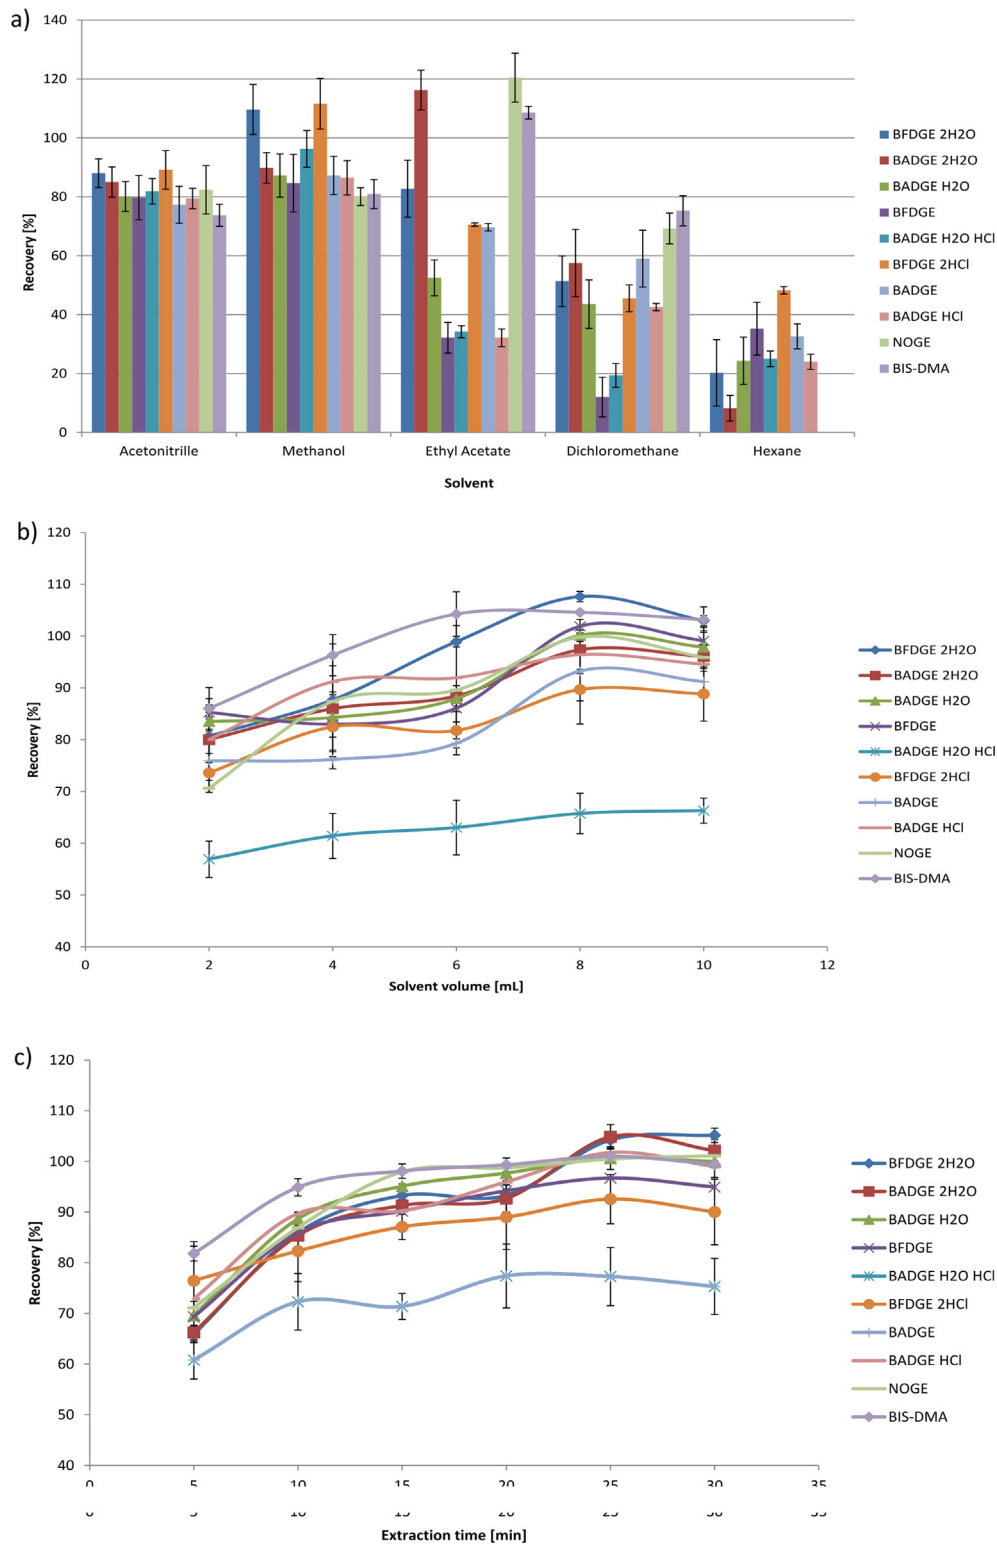 a)
140
120
100
80
60
40
20
0
Recovery [%]
Acetonitrille Methanol Ethyl Acetate Dichloromethane Hexane
Solvent
BFDGE 2H2O
BADGE 2H2O
BADGE H2O
BFDGE
BADGE H2O HCl
BFDGE 2HCl
BADGE
BADGE HCl
NOGE
BIS-DMA
b)
120
110
100
90
80
70
60
50
40
Recovery [%]
0 2 4 6 8 10 12
Solvent volume [mL]
BFDGE 2H2O
BADGE 2H2O
BADGE H2O
BFDGE
BADGE H2O HCl
BFDGE 2HCl
BADGE
BADGE HCl
NOGE
BIS-DMA
c)
120
110
100
90
80
70
60
50
40
Recovery [%]
0 5 10 15 20 25 30 35
Extraction time [min]
BFDGE 2H2O
BADGE 2H2O
BADGE H2O
BFDGE
BADGE H2O HCl
BFDGE 2HCl
BADGE
BADGE HCl
NOGE
BIS-DMA